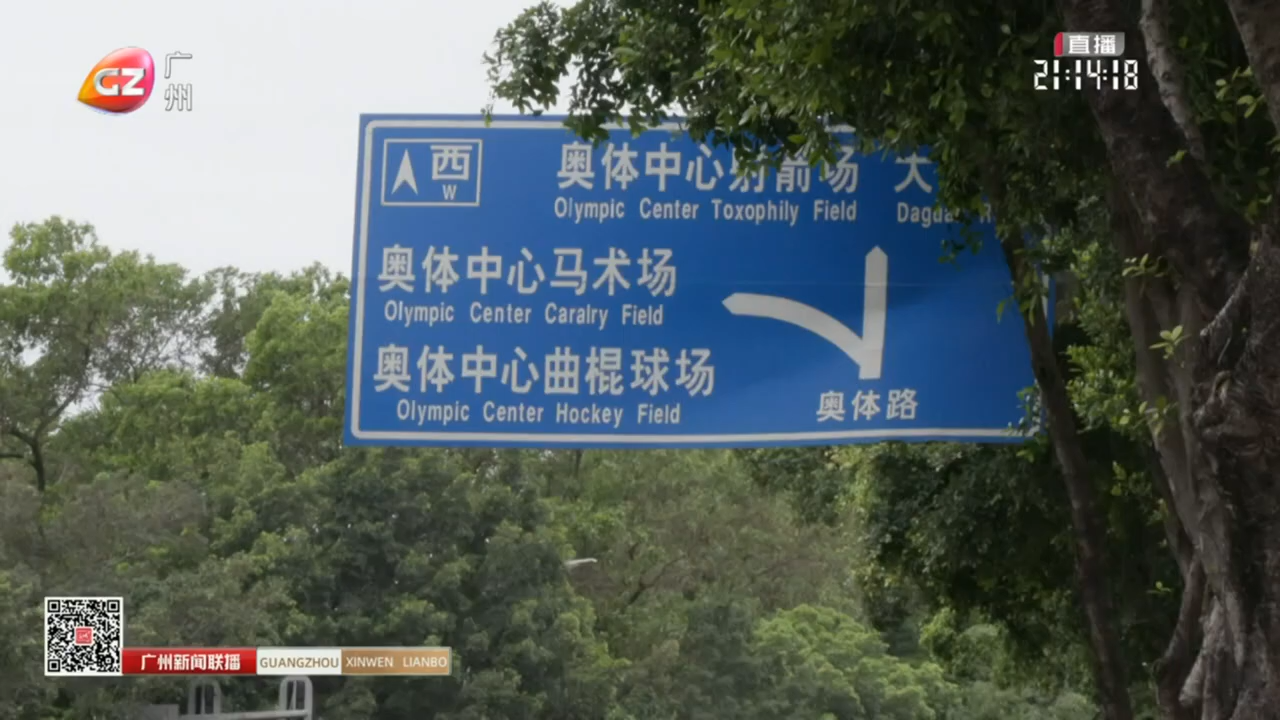 GZ 广州
直播
21:14:18
西
W
奥体中心射箭场
Olympic Center Toxophily Field
奥体中心马术场
Olympic Center Caralry Field
奥体中心曲棍球场
Olympic Center Hockey Field
奥体路
广州新闻联播 GUANGZHOU XINWEN LIANBO